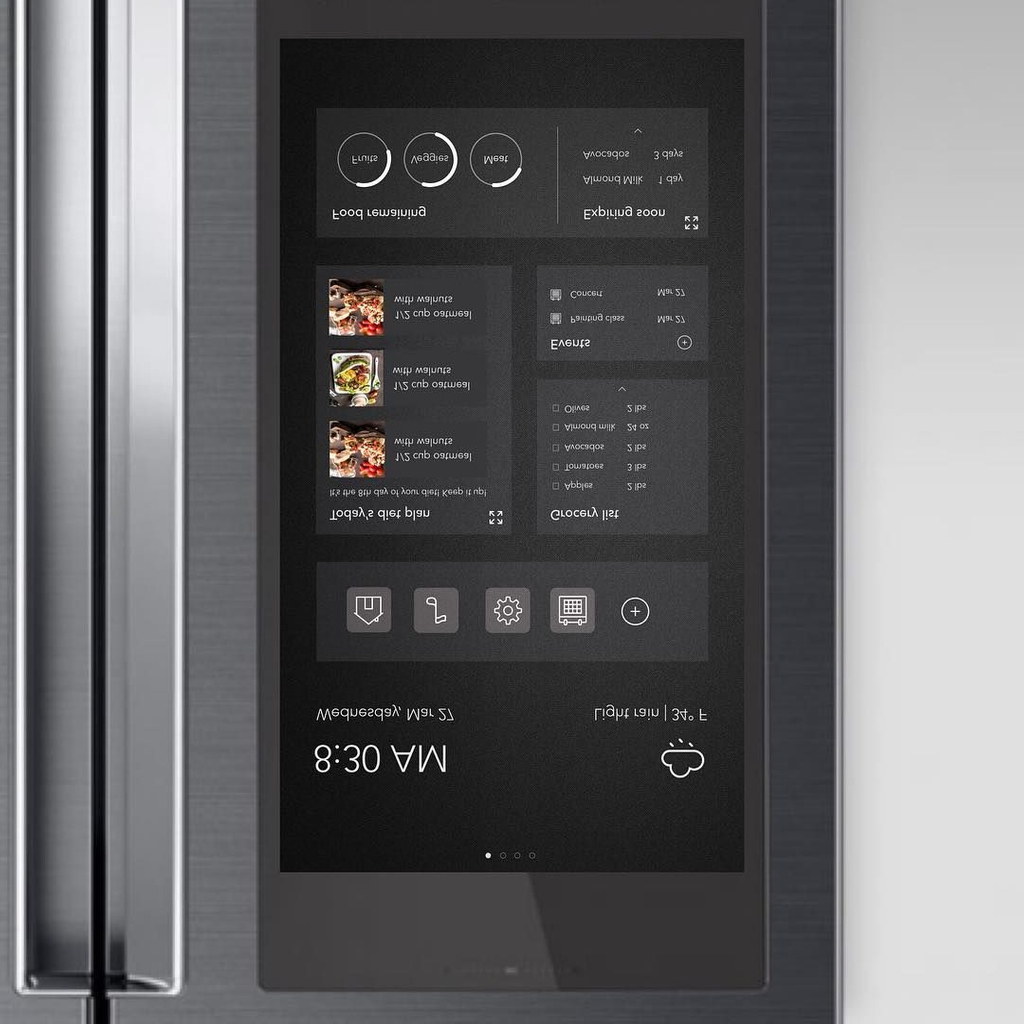 8:30 AM
Wednesday, Mar 27
Light rain | 34° F
Today's diet plan
It's the 8th day of your diet! Keep it up!
1/2 cup oatmeal
with walnuts
1/2 cup oatmeal
with walnuts
1/2 cup oatmeal
with walnuts
Grocery list
Apples 2 lbs
Tomatoes 3 lbs
Avocados 2 lbs
Almond milk 24 oz
Olives 2 lbs
Events
Painting class Mar 27
Concert Mar 27
Food remaining
Fruits Veggies Meat
Expiring soon
Almond Milk 1 day
Avocados 3 days